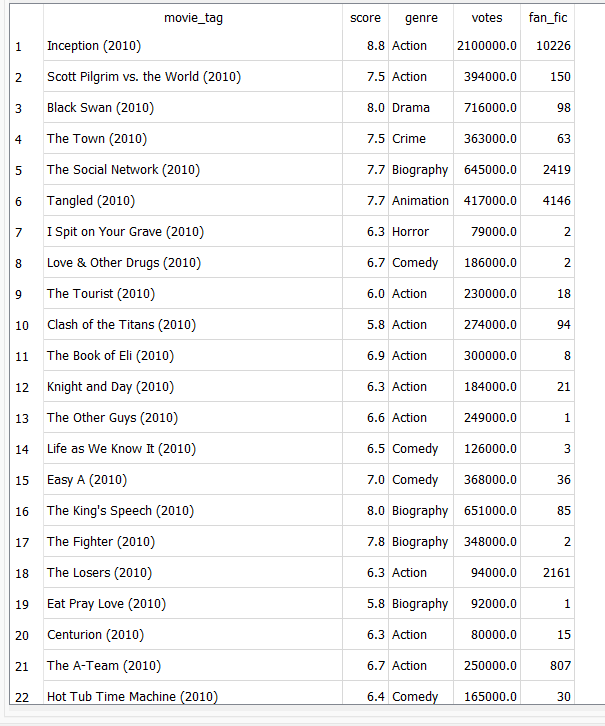 movie_tag score genre votes fan_fic
1 Inception (2010) 8.8 Action 2100000.0 10226
2 Scott Pilgrim vs. the World (2010) 7.5 Action 394000.0 150
3 Black Swan (2010) 8.0 Drama 716000.0 98
4 The Town (2010) 7.5 Crime 363000.0 63
5 The Social Network (2010) 7.7 Biography 645000.0 2419
6 Tangled (2010) 7.7 Animation 417000.0 4146
7 I Spit on Your Grave (2010) 6.3 Horror 79000.0 2
8 Love & Other Drugs (2010) 6.7 Comedy 186000.0 2
9 The Tourist (2010) 6.0 Action 230000.0 18
10 Clash of the Titans (2010) 5.8 Action 274000.0 94
11 The Book of Eli (2010) 6.9 Action 300000.0 8
12 Knight and Day (2010) 6.3 Action 184000.0 21
13 The Other Guys (2010) 6.6 Action 249000.0 1
14 Life as We Know It (2010) 6.5 Comedy 126000.0 3
15 Easy A (2010) 7.0 Comedy 368000.0 36
16 The King's Speech (2010) 8.0 Biography 651000.0 85
17 The Fighter (2010) 7.8 Biography 348000.0 2
18 The Losers (2010) 6.3 Action 94000.0 2161
19 Eat Pray Love (2010) 5.8 Biography 92000.0 1
20 Centurion (2010) 6.3 Action 80000.0 15
21 The A-Team (2010) 6.7 Action 250000.0 807
22 Hot Tub Time Machine (2010) 6.4 Comedy 165000.0 30